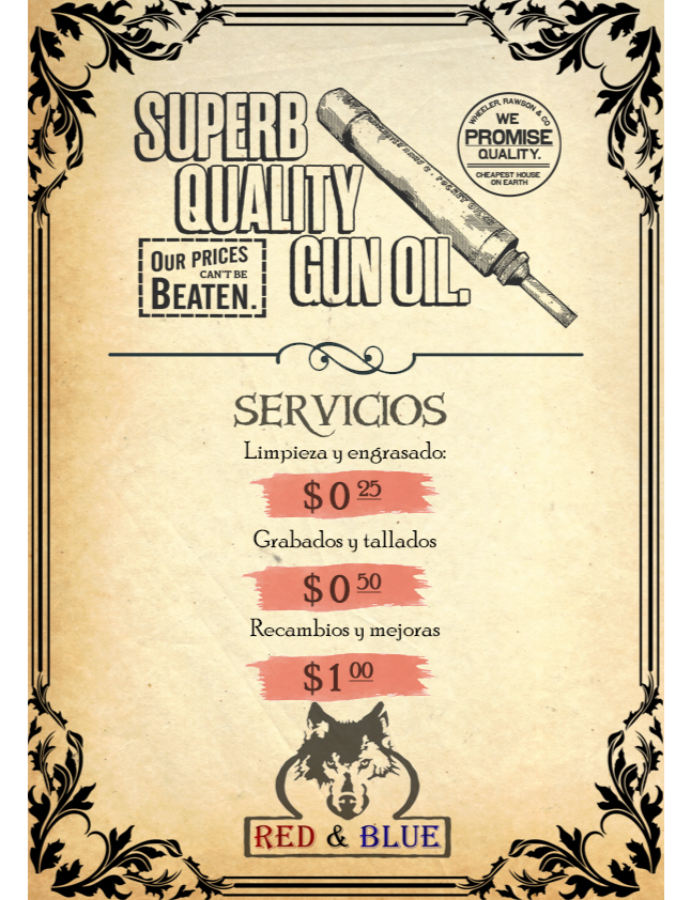 SUPERB
QUALITY
GUN OIL.
WHEELER, RAWSON & CO
WE
PROMISE
QUALITY.
CHEAPEST HOUSE
ON EARTH
OUR PRICES
CAN'T BE
BEATEN.
SERVICIOS
Limpieza y engrasado:
$0 25
Grabados y tallados
$0 50
Recambios y mejoras
$1 00
RED & BLUE